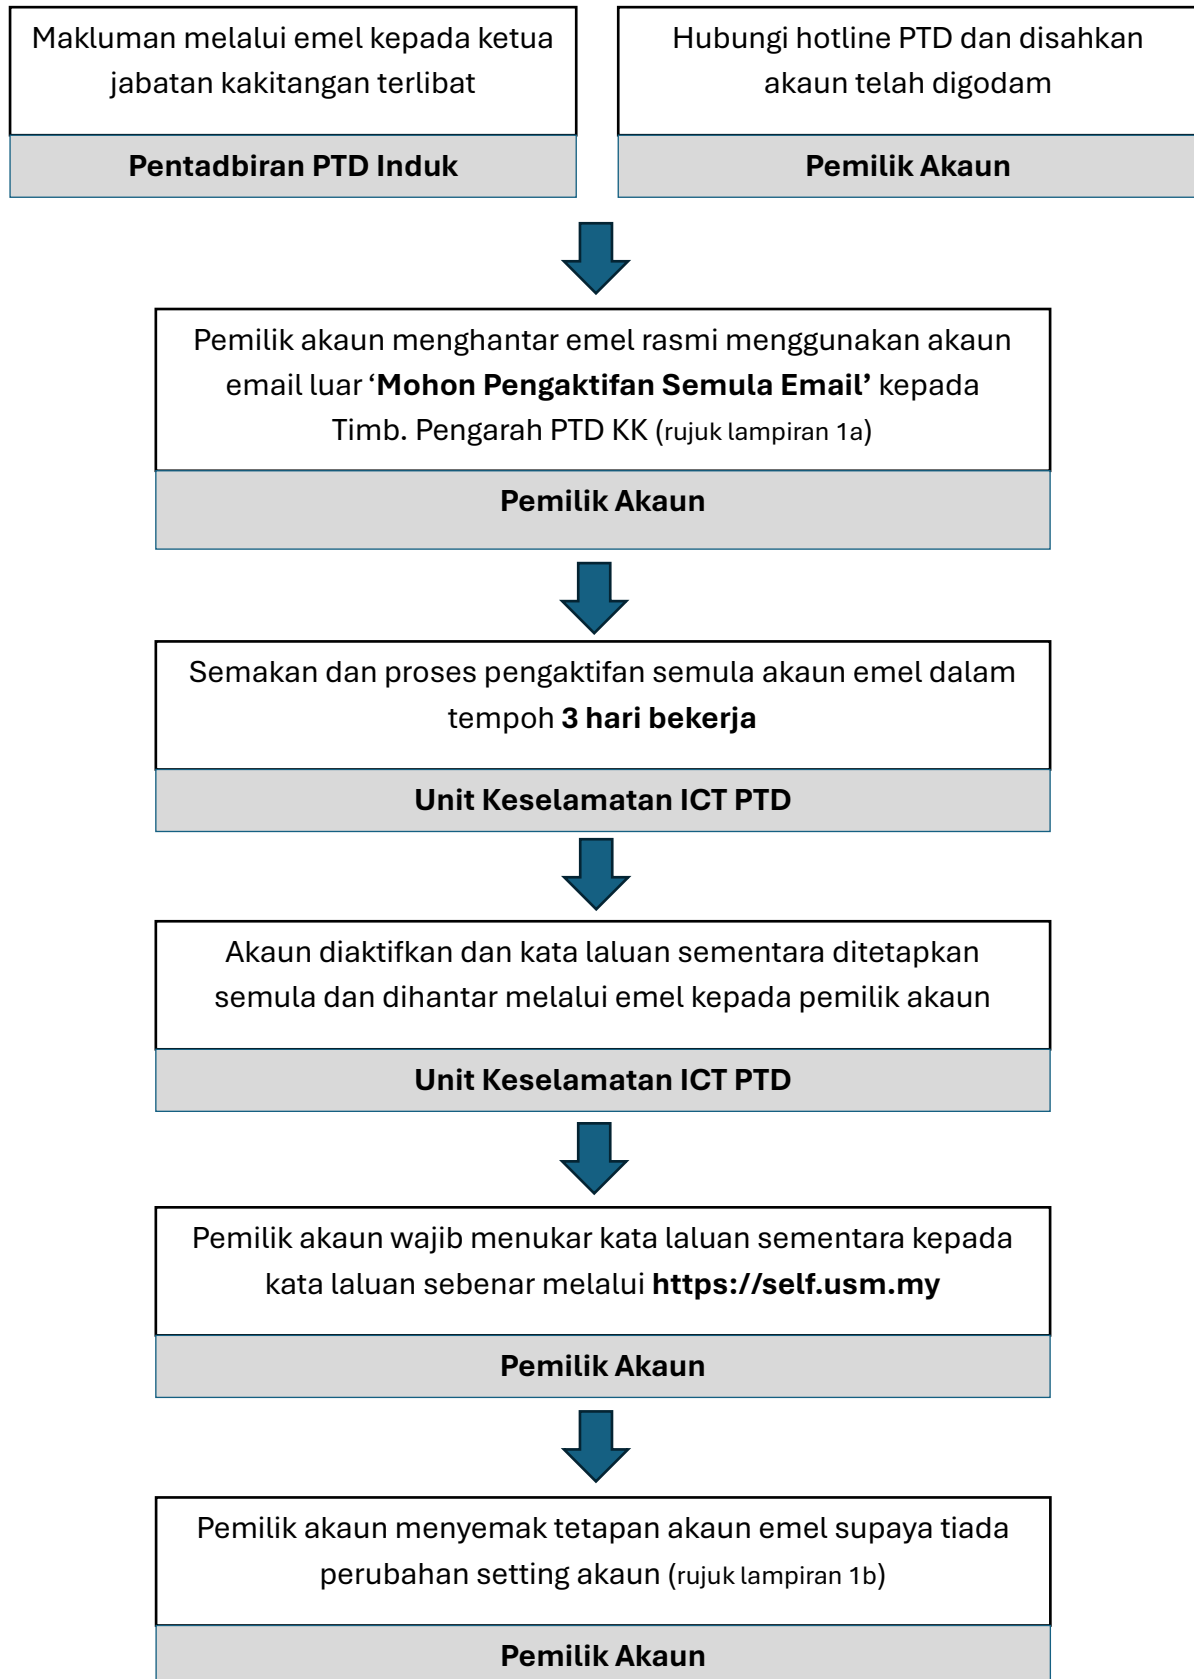 Makluman melalui emel kepada ketua
jabatan kakitangan terlibat
Pentadbiran PTD Induk
Hubungi hotline PTD dan disahkan
akaun telah digodam
Pemilik Akaun
Pemilik akaun menghantar emel rasmi menggunakan akaun
email luar ‘Mohon Pengaktifan Semula Email’ kepada
Timb. Pengarah PTD KK (rujuk lampiran 1a)
Pemilik Akaun
Semakan dan proses pengaktifan semula akaun emel dalam
tempoh 3 hari bekerja
Unit Keselamatan ICT PTD
Akaun diaktifkan dan kata laluan sementara ditetapkan
semula dan dihantar melalui emel kepada pemilik akaun
Unit Keselamatan ICT PTD
Pemilik akaun wajib menukar kata laluan sementara kepada
kata laluan sebenar melalui https://self.usm.my
Pemilik Akaun
Pemilik akaun menyemak tetapan akaun emel supaya tiada
perubahan setting akaun (rujuk lampiran 1b)
Pemilik Akaun